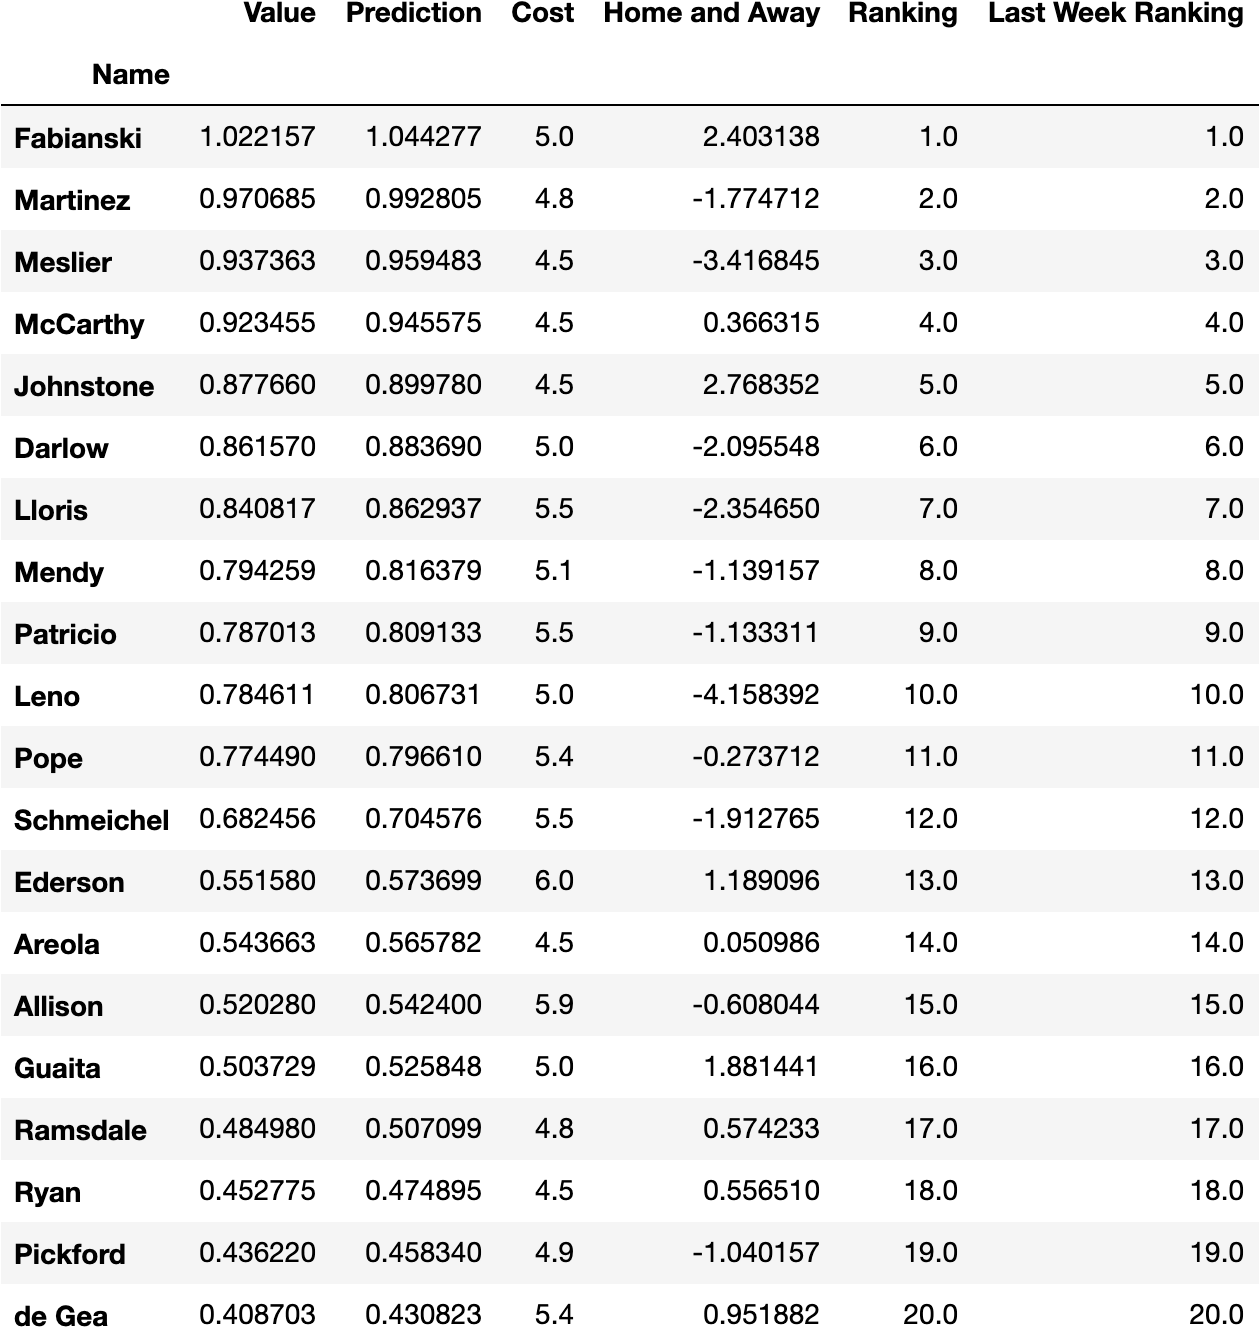 Value Prediction Cost Home and Away Ranking Last Week Ranking
Name
Fabianski 1.022157 1.044277 5.0 2.403138 1.0 1.0
Martinez 0.970685 0.992805 4.8 -1.774712 2.0 2.0
Meslier 0.937363 0.959483 4.5 -3.416845 3.0 3.0
McCarthy 0.923455 0.945575 4.5 0.366315 4.0 4.0
Johnstone 0.877660 0.899780 4.5 2.768352 5.0 5.0
Darlow 0.861570 0.883690 5.0 -2.095548 6.0 6.0
Lloris 0.840817 0.862937 5.5 -2.354650 7.0 7.0
Mendy 0.794259 0.816379 5.1 -1.139157 8.0 8.0
Patricio 0.787013 0.809133 5.5 -1.133311 9.0 9.0
Leno 0.784611 0.806731 5.0 -4.158392 10.0 10.0
Pope 0.774490 0.796610 5.4 -0.273712 11.0 11.0
Schmeichel 0.682456 0.704576 5.5 -1.912765 12.0 12.0
Ederson 0.551580 0.573699 6.0 1.189096 13.0 13.0
Areola 0.543663 0.565782 4.5 0.050986 14.0 14.0
Allison 0.520280 0.542400 5.9 -0.608044 15.0 15.0
Guaita 0.503729 0.525848 5.0 1.881441 16.0 16.0
Ramsdale 0.484980 0.507099 4.8 0.574233 17.0 17.0
Ryan 0.452775 0.474895 4.5 0.556510 18.0 18.0
Pickford 0.436220 0.458340 4.9 -1.040157 19.0 19.0
de Gea 0.408703 0.430823 5.4 0.951882 20.0 20.0